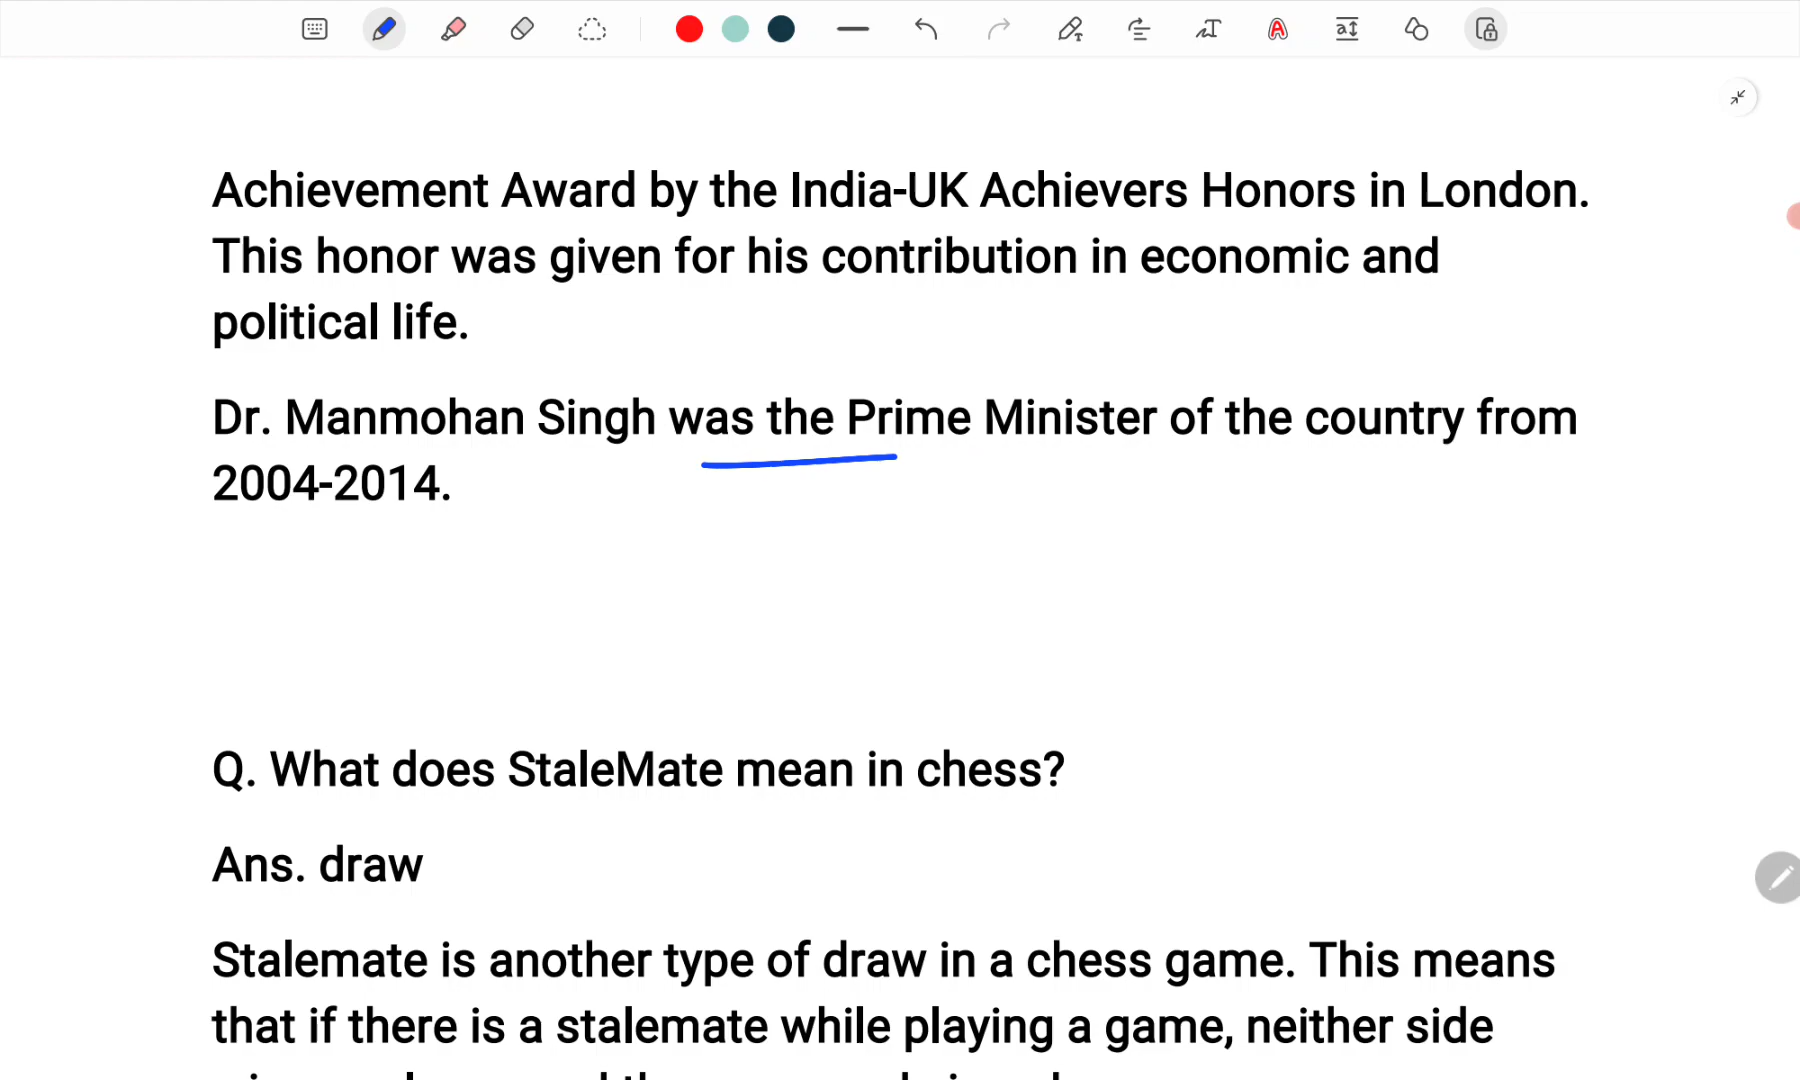 Achievement Award by the India-UK Achievers Honors in London.
This honor was given for his contribution in economic and
political life.
Dr. Manmohan Singh was the Prime Minister of the country from
2004-2014.
Q. What does StaleMate mean in chess?
Ans. draw
Stalemate is another type of draw in a chess game. This means
that if there is a stalemate while playing a game, neither side